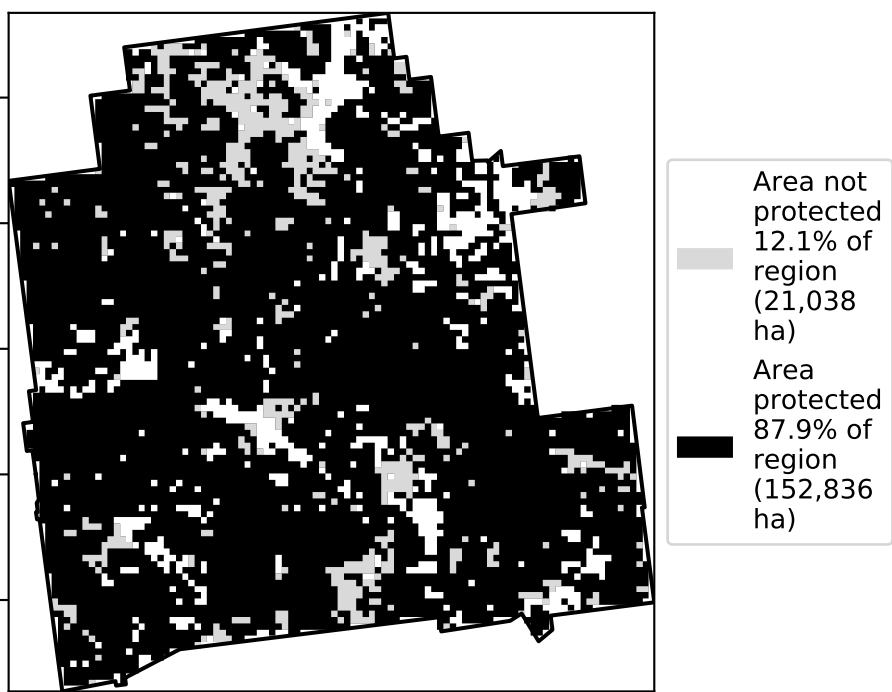 Area not
protected
12.1% of
region
(21,038
ha)
Area
protected
87.9% of
region
(152,836
ha)